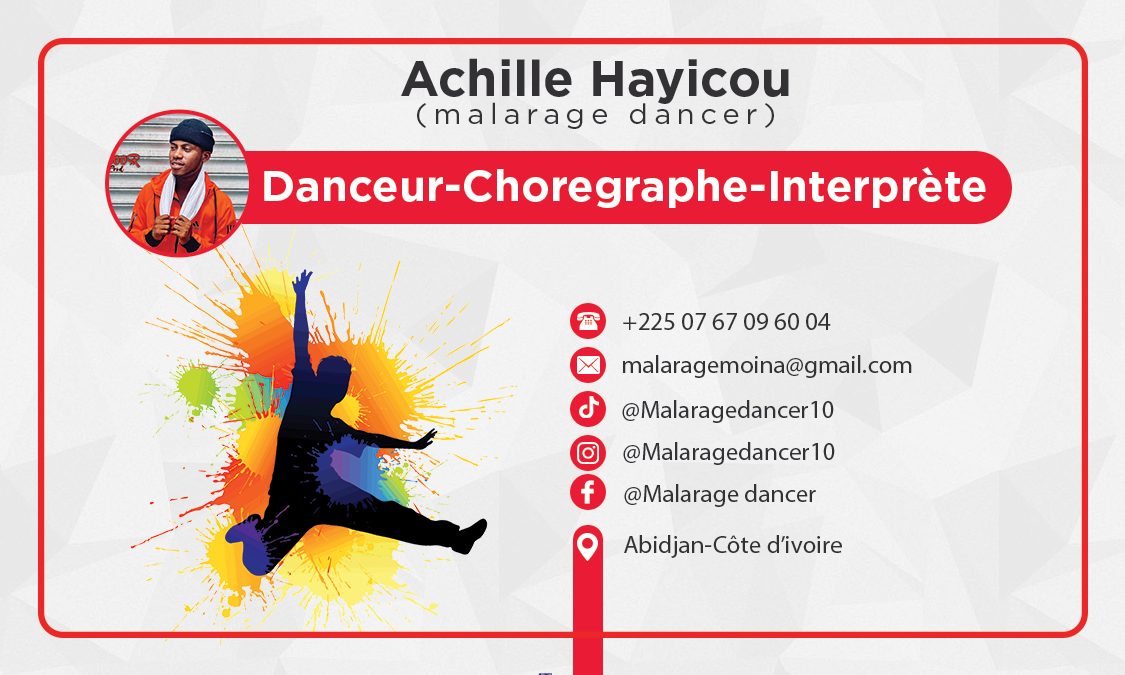 Achille Hayicou
(malarage dancer)
Danceur-Choregraphe-Interprète
+225 07 67 09 60 04
malaragemoina@gmail.com
@Malaragedancer10
@Malaragedancer10
@Malarage dancer
Abidjan-Côte d'ivoire